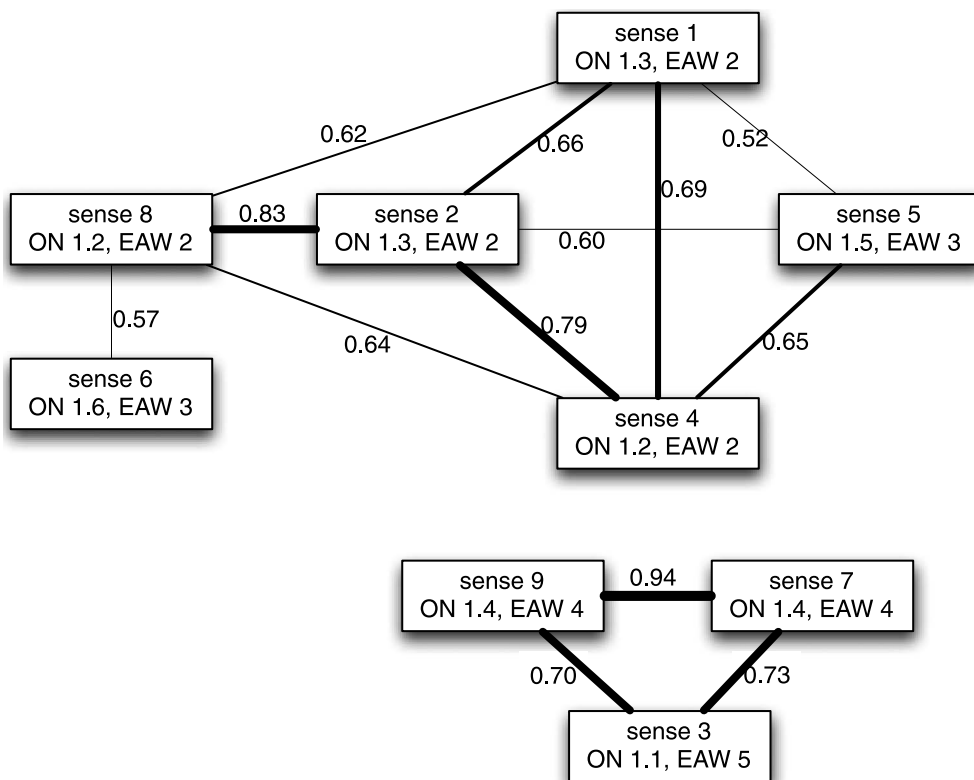 sense 1
ON 1.3, EAW 2
0.62
0.66
0.52
0.69
sense 8
ON 1.2, EAW 2
0.83
sense 2
ON 1.3, EAW 2
0.60
sense 5
ON 1.5, EAW 3
0.57
0.64
0.79
0.65
sense 6
ON 1.6, EAW 3
sense 4
ON 1.2, EAW 2
sense 9
ON 1.4, EAW 4
0.94
sense 7
ON 1.4, EAW 4
0.70
0.73
sense 3
ON 1.1, EAW 5